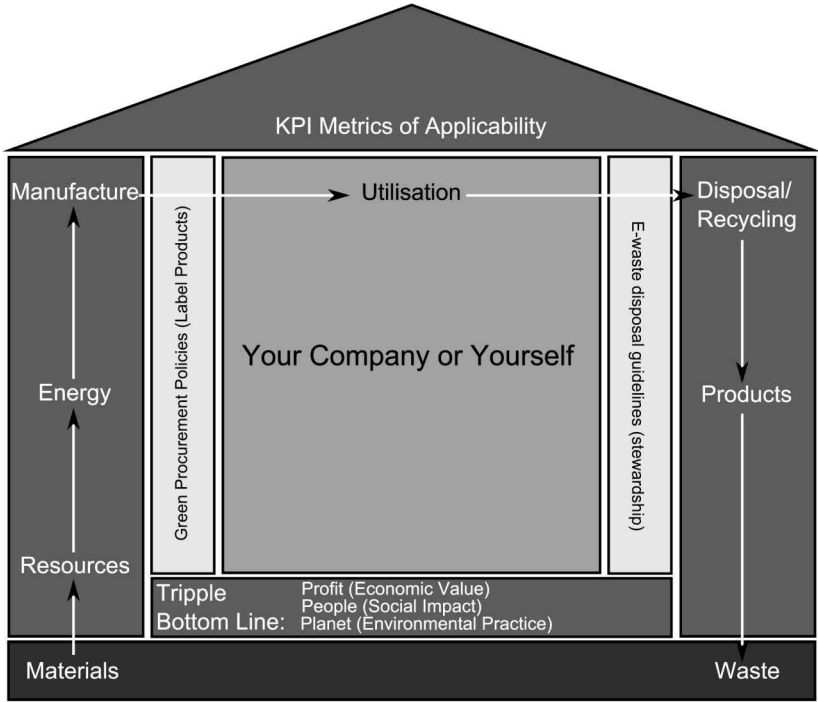 KPI Metrics of Applicability
Manufacture
Utilisation
Disposal/
Recycling
Green Procurement Policies (Label Products)
E-waste disposal guidelines (stewardship)
Your Company or Yourself
Energy
Products
Resources
Tripple
Bottom Line:
Profit (Economic Value)
People (Social Impact)
Planet (Environmental Practice)
Materials
Waste